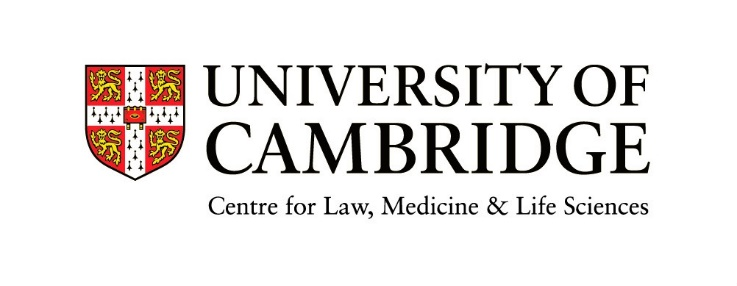 UNIVERSITY OF
CAMBRIDGE
Centre for Law, Medicine & Life Sciences